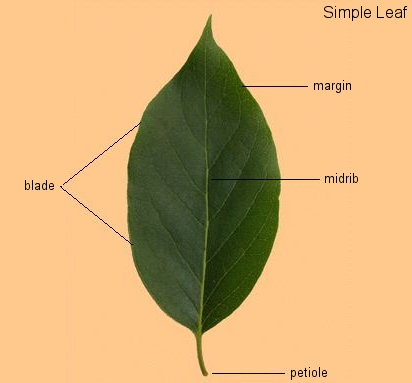 Simple Leaf
margin
midrib
blade
petiole